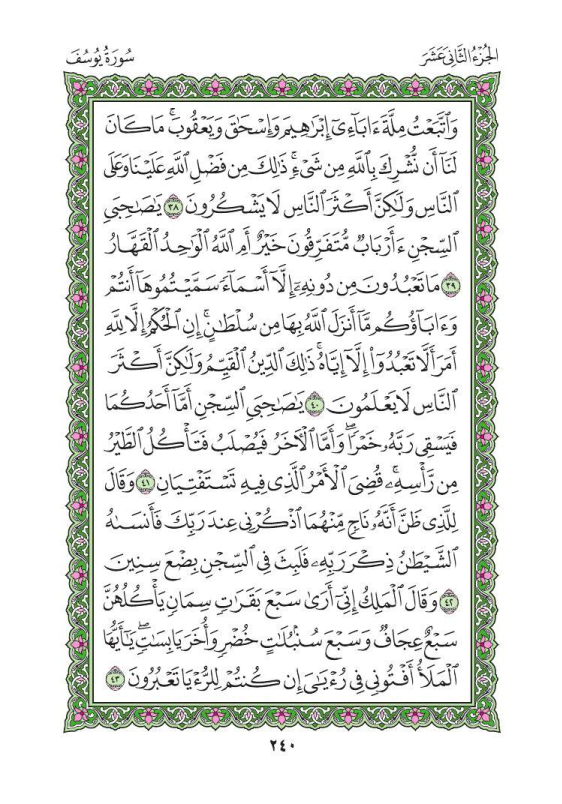 الجُزْءُ الثَّانِي عَشَرَ
سُورَةُ يُوسُفَ
وَٱتَّبَعْتُ مِلَّةَ ءَابَآءِىٓ إِبْرَٰهِيمَ وَإِسْحَٰقَ وَيَعْقُوبَۚ مَا كَانَ
لَنَآ أَن نُّشْرِكَ بِٱللَّهِ مِن شَىْءٍۚ ذَٰلِكَ مِن فَضْلِ ٱللَّهِ عَلَيْنَا وَعَلَى
ٱلنَّاسِ وَلَٰكِنَّ أَكْثَرَ ٱلنَّاسِ لَا يَشْكُرُونَ ٣٨ يَٰصَٰحِبَىِ
ٱلسِّجْنِ ءَأَرْبَابٌ مُّتَفَرِّقُونَ خَيْرٌ أَمِ ٱللَّهُ ٱلْوَٰحِدُ ٱلْقَهَّارُ
٣٩ مَا تَعْبُدُونَ مِن دُونِهِۦٓ إِلَّآ أَسْمَآءً سَمَّيْتُمُوهَآ أَنتُمْ
وَءَابَآؤُكُم مَّآ أَنزَلَ ٱللَّهُ بِهَا مِن سُلْطَٰنٍۚ إِنِ ٱلْحُكْمُ إِلَّا لِلَّهِ
أَمَرَ أَلَّا تَعْبُدُوٓا۟ إِلَّآ إِيَّاهُۚ ذَٰلِكَ ٱلدِّينُ ٱلْقَيِّمُ وَلَٰكِنَّ أَكْثَرَ
ٱلنَّاسِ لَا يَعْلَمُونَ ٤٠ يَٰصَٰحِبَىِ ٱلسِّجْنِ أَمَّآ أَحَدُكُمَا
فَيَسْقِى رَبَّهُۥ خَمْرًاۖ وَأَمَّا ٱلْءَاخَرُ فَيُصْلَبُ فَتَأْكُلُ ٱلطَّيْرُ
مِن رَّأْسِهِۦۚ قُضِىَ ٱلْأَمْرُ ٱلَّذِى فِيهِ تَسْتَفْتِيَانِ ٤١ وَقَالَ
لِلَّذِى ظَنَّ أَنَّهُۥ نَاجٍ مِّنْهُمَا ٱذْكُرْنِى عِندَ رَبِّكَ فَأَنسَىٰهُ
ٱلشَّيْطَٰنُ ذِكْرَ رَبِّهِۦ فَلَبِثَ فِى ٱلسِّجْنِ بِضْعَ سِنِينَ
٤٢ وَقَالَ ٱلْمَلِكُ إِنِّىٓ أَرَىٰ سَبْعَ بَقَرَٰتٍ سِمَانٍ يَأْكُلُهُنَّ
سَبْعٌ عِجَافٌ وَسَبْعَ سُنۢبُلَٰتٍ خُضْرٍ وَأُخَرَ يَابِسَٰتٍۖ يَٰٓأَيُّهَا
ٱلْمَلَأُ أَفْتُونِى فِى رُءْيَٰىَ إِن كُنتُمْ لِلرُّءْيَا تَعْبُرُونَ ٤٣
٢٤٠